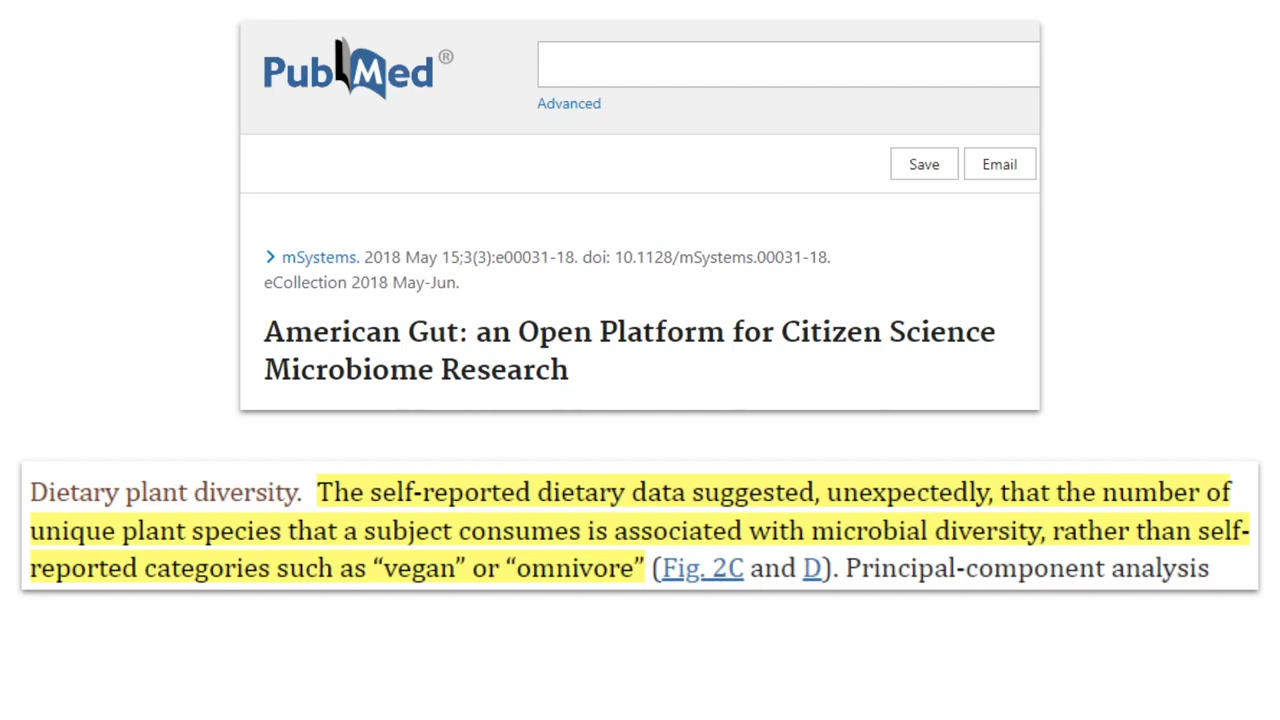 PubMed®
Advanced
Save
Email
mSystems. 2018 May 15;3(3):e00031-18. doi: 10.1128/mSystems.00031-18.
eCollection 2018 May-Jun.
American Gut: an Open Platform for Citizen Science
Microbiome Research
Dietary plant diversity. The self-reported dietary data suggested, unexpectedly, that the number of
unique plant species that a subject consumes is associated with microbial diversity, rather than self-
reported categories such as “vegan” or “omnivore” (Fig. 2C and D). Principal-component analysis